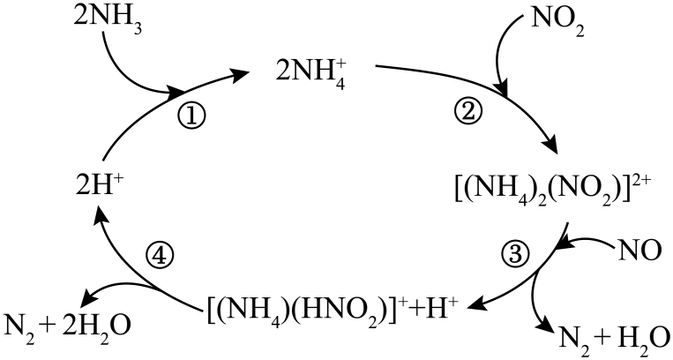 2NH₃
NO₂
2NH₄⁺
①
②
2H⁺
[(NH₄)₂(NO₂)]²⁺
④
③
NO
[(NH₄)(HNO₂)]⁺+H⁺
N₂+2H₂O
N₂+H₂O